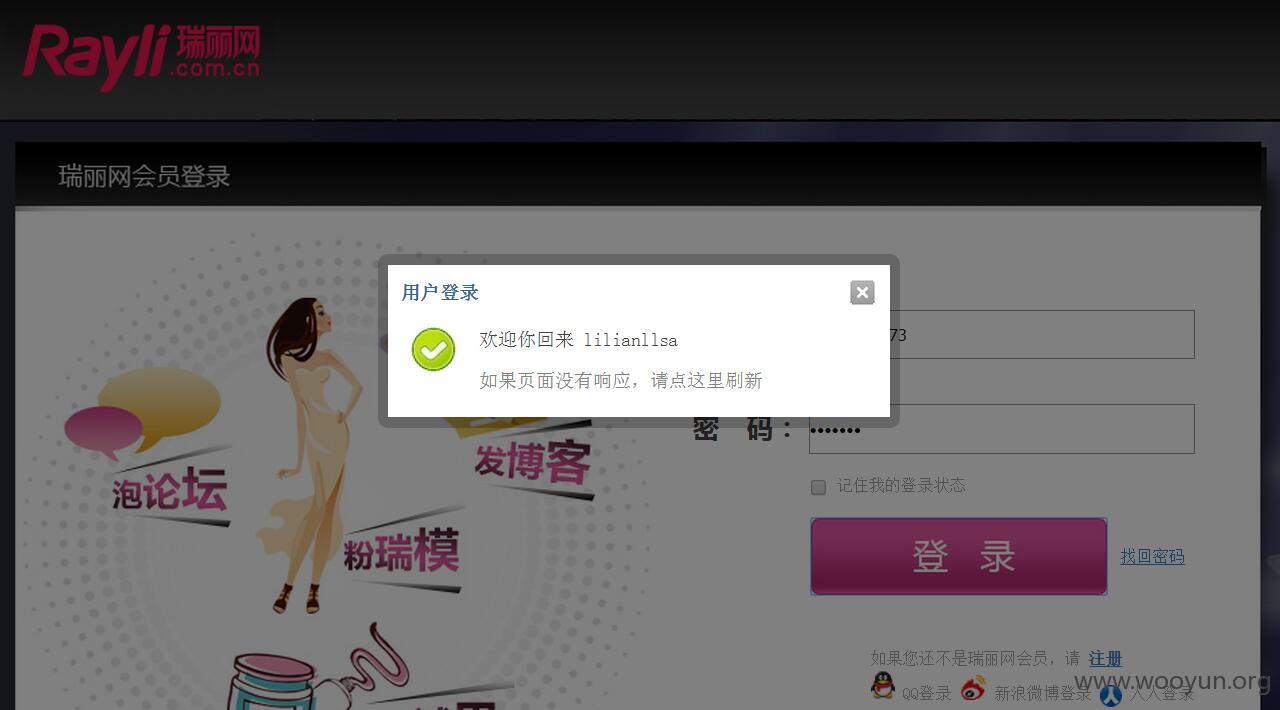 Rayli 瑞丽网
.com.cn
瑞丽网会员登录
用户登录
欢迎你回来 lilianllsa
如果页面没有响应，请点这里刷新
73
密 码：
•••••••
记住我的登录状态
登 录
找回密码
泡论坛
发博客
粉瑞模
如果您还不是瑞丽网会员，请 注册
QQ登录 新浪微博登录 人人登录
www.wooyun.org